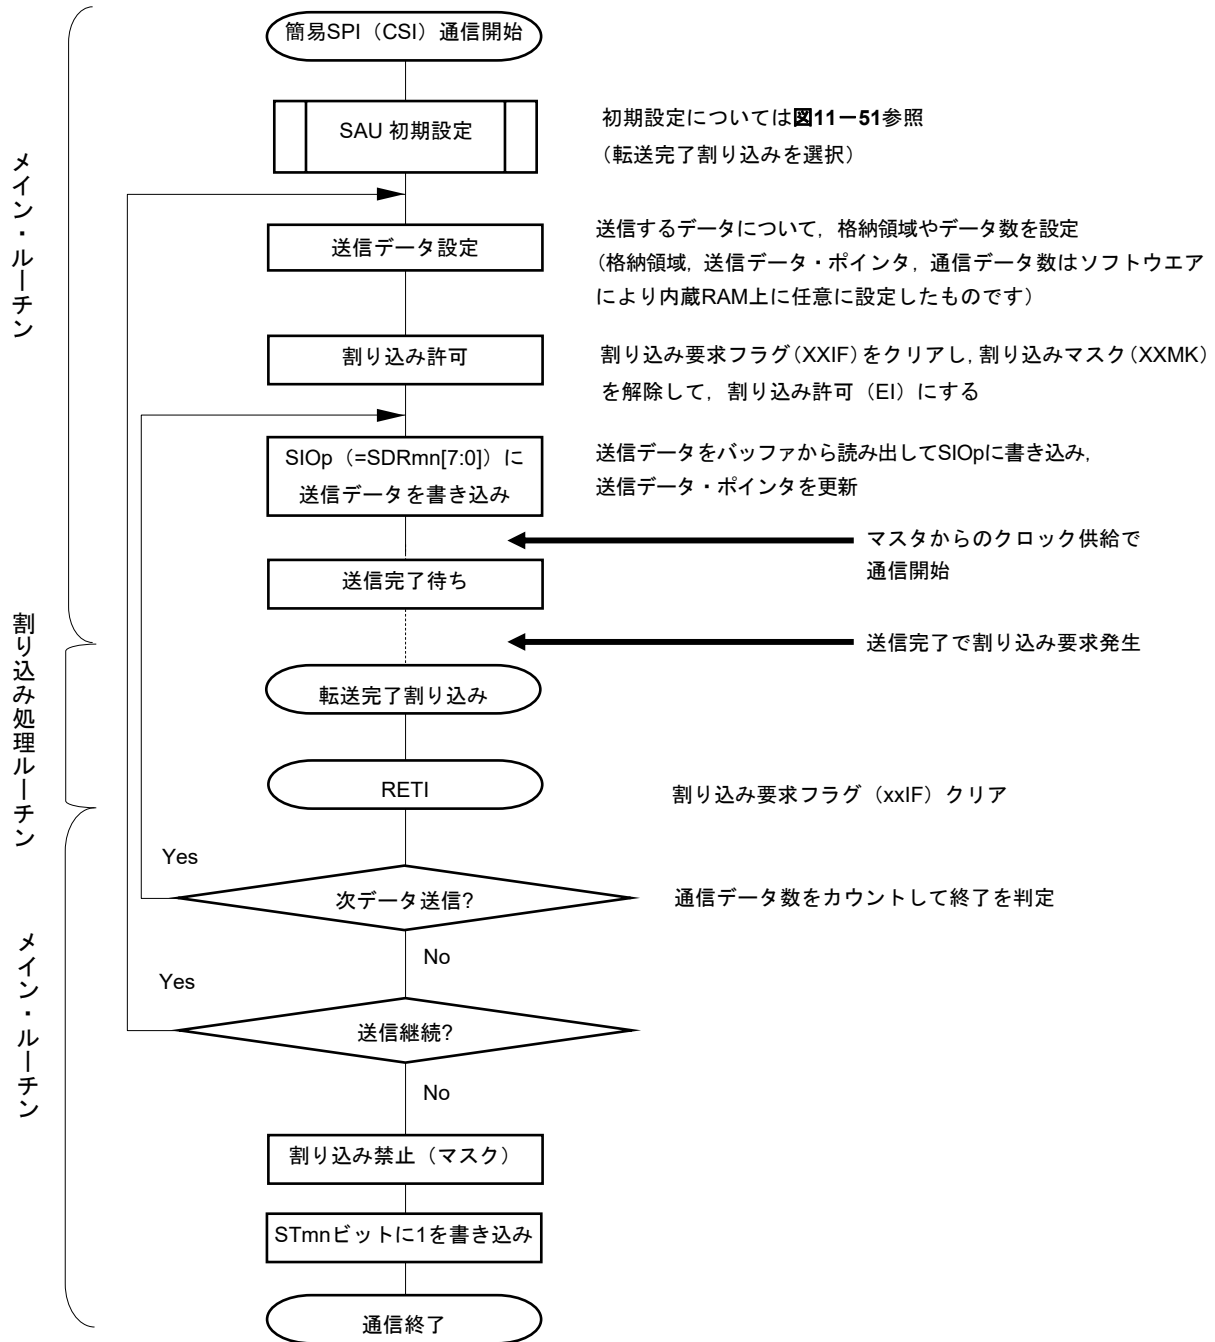 簡易SPI（CSI）通信開始
SAU 初期設定
初期設定については図11－51参照
（転送完了割り込みを選択）
メイン・ルーチン
送信データ設定
送信するデータについて，格納領域やデータ数を設定
（格納領域，送信データ・ポインタ，通信データ数はソフトウエア
により内蔵RAM上に任意に設定したものです）
割り込み許可
割り込み要求フラグ（XXIF）をクリアし，割り込みマスク（XXMK）
を解除して，割り込み許可（EI）にする
SIOp（=SDRmn[7:0]）に
送信データを書き込み
送信データをバッファから読み出してSIOpに書き込み，
送信データ・ポインタを更新
マスタからのクロック供給で
通信開始
送信完了待ち
送信完了で割り込み要求発生
割り込み処理ルーチン
転送完了割り込み
RETI
割り込み要求フラグ（xxIF）クリア
Yes
次データ送信?
通信データ数をカウントして終了を判定
No
メイン・ルーチン
Yes
送信継続?
No
割り込み禁止（マスク）
STmnビットに1を書き込み
通信終了